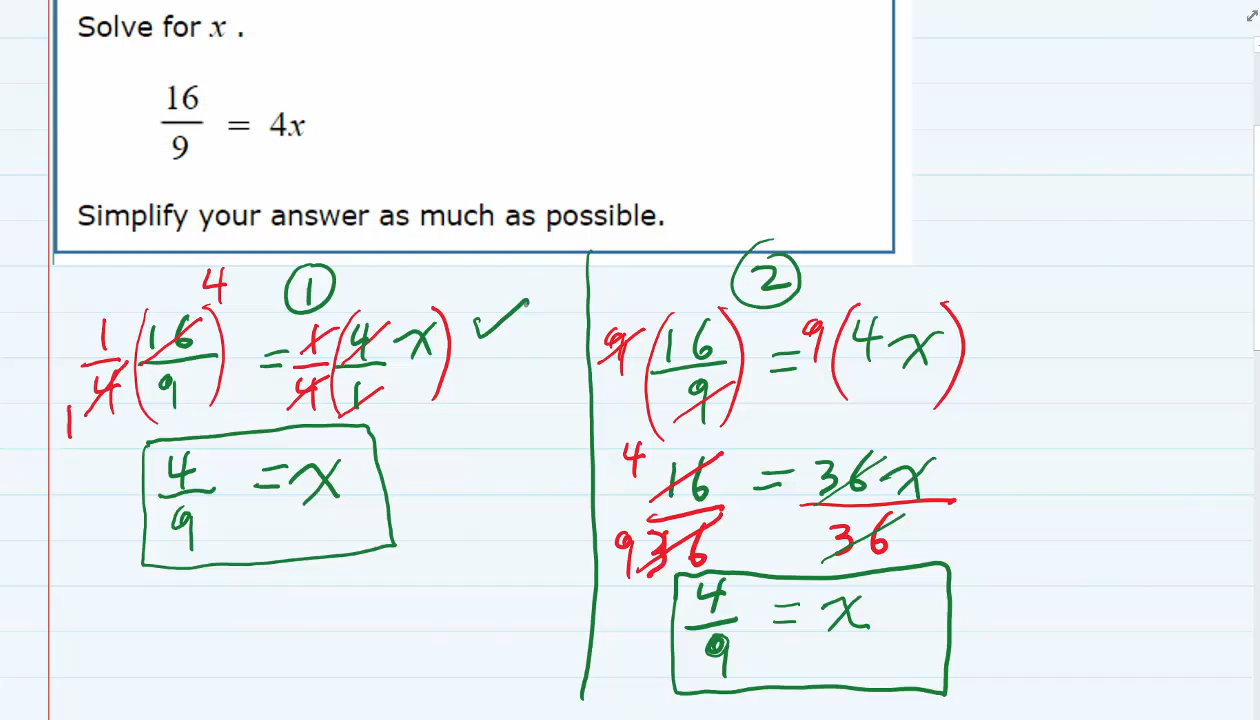 Solve for x .
16/9 = 4x
Simplify your answer as much as possible.
①
4
1/4 (16/9) = 1/4 (4/1 x) ✓
1
4/9 = x
②
9 (16/9) = 9 (4x)
4
16/36 = 36x/36
9
4/9 = x